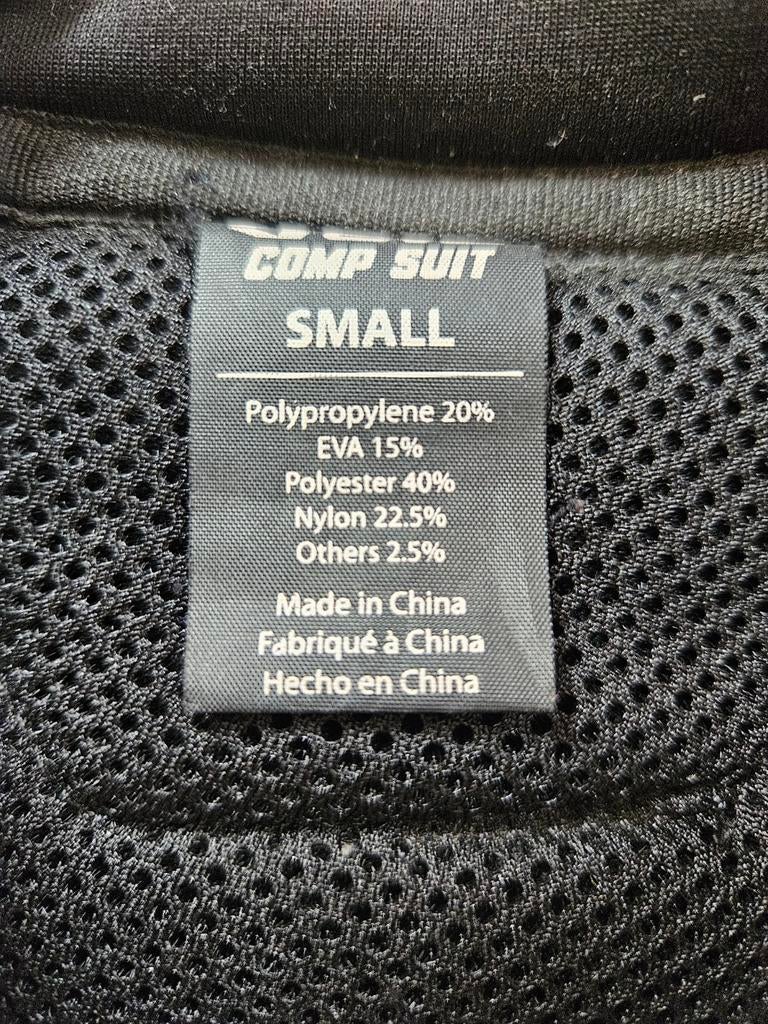 COMP SUIT
SMALL
Polypropylene 20%
EVA 15%
Polyester 40%
Nylon 22.5%
Others 2.5%
Made in China
Fabriqué à China
Hecho en China